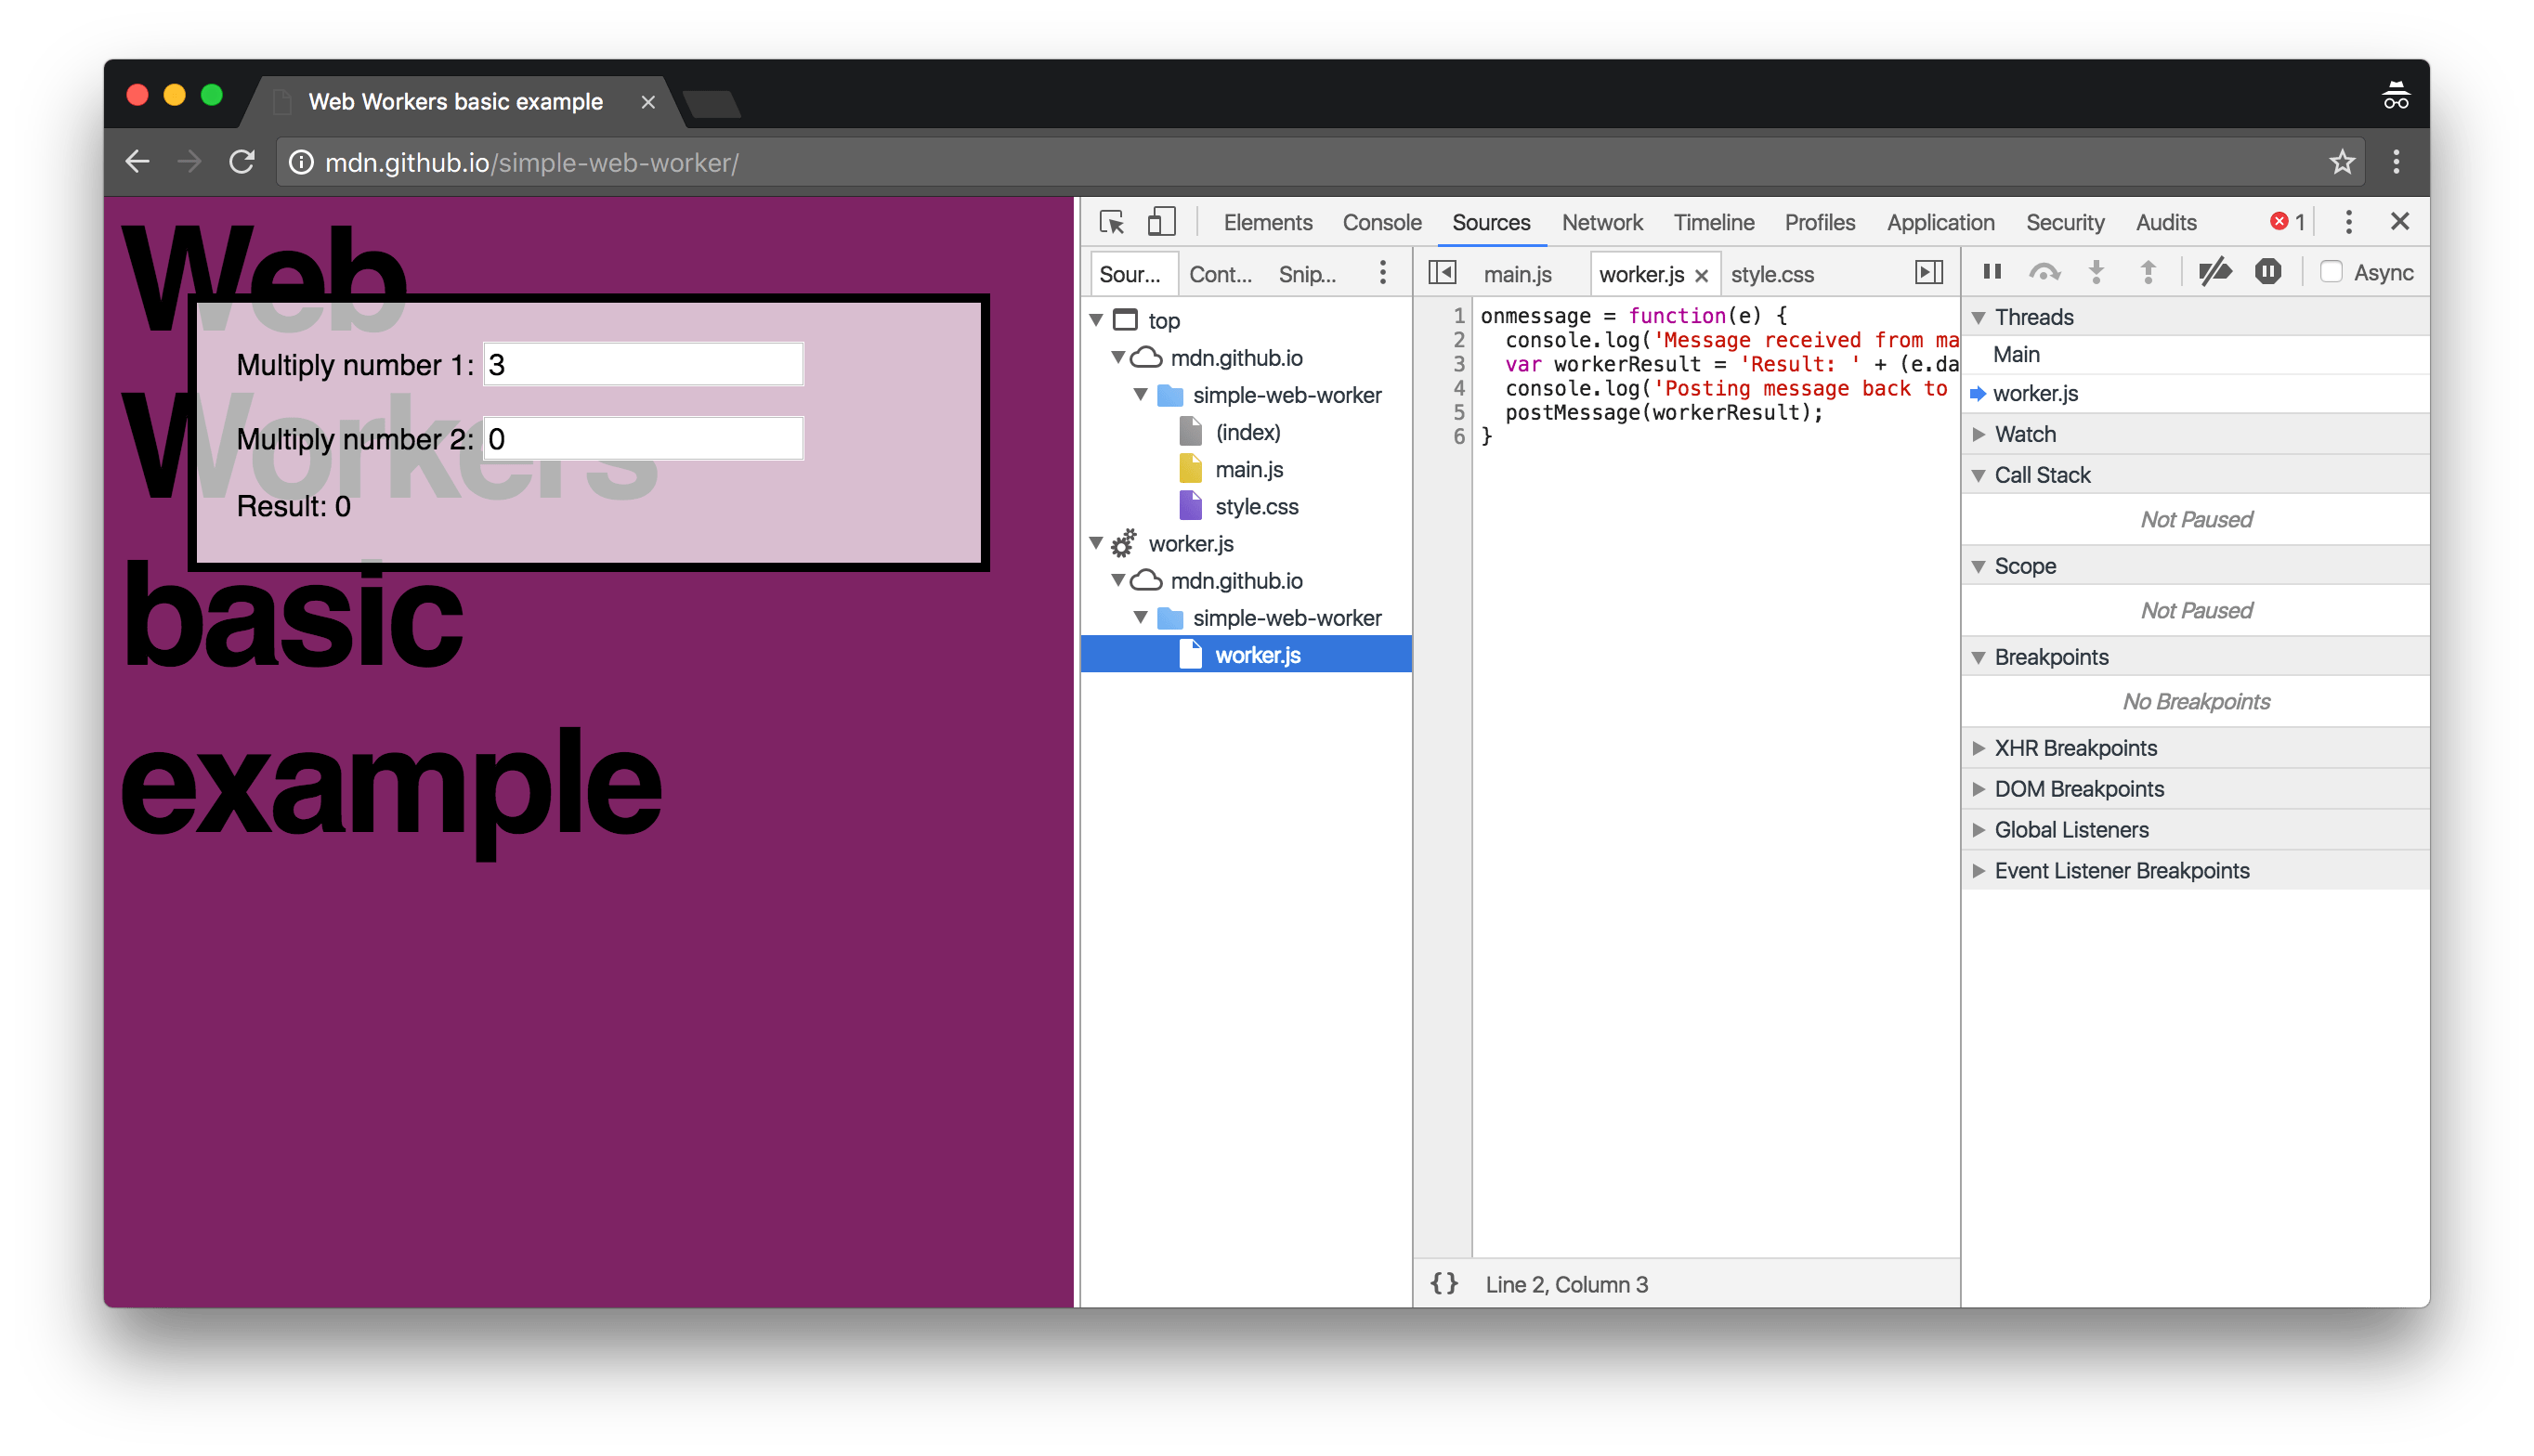 Web Workers basic example
mdn.github.io/simple-web-worker/
Web
Workers
basic
example
Multiply number 1: 3
Multiply number 2: 0
Result: 0
Elements Console Sources Network Timeline Profiles Application Security Audits 1
Sour... Cont... Snip...
top
mdn.github.io
simple-web-worker
(index)
main.js
style.css
worker.js
mdn.github.io
simple-web-worker
worker.js
main.js worker.js style.css
1 onmessage = function(e) {
2 console.log('Message received from ma
3 var workerResult = 'Result: ' + (e.da
4 console.log('Posting message back to
5 postMessage(workerResult);
6 }
{} Line 2, Column 3
Async
Threads
Main
worker.js
Watch
Call Stack
Not Paused
Scope
Not Paused
Breakpoints
No Breakpoints
XHR Breakpoints
DOM Breakpoints
Global Listeners
Event Listener Breakpoints